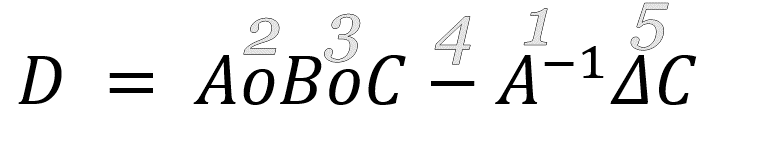 2 3 4 1 5
D = AoBoC − A⁻¹ΔC